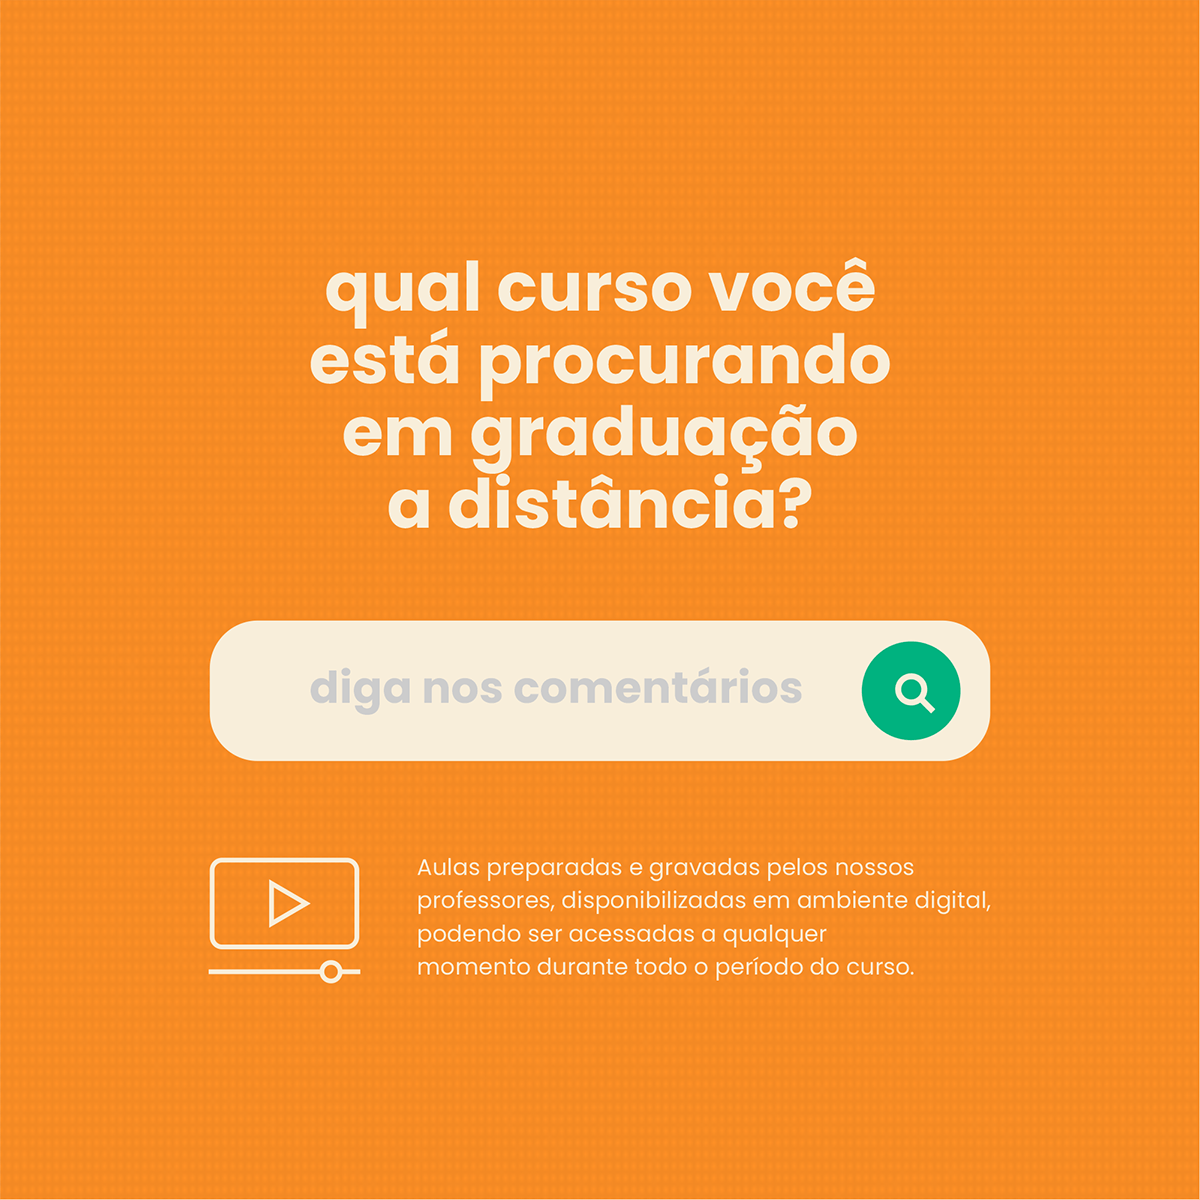 qual curso você
está procurando
em graduação
a distância?
diga nos comentários
Aulas preparadas e gravadas pelos nossos
professores, disponibilizadas em ambiente digital,
podendo ser acessadas a qualquer
momento durante todo o período do curso.